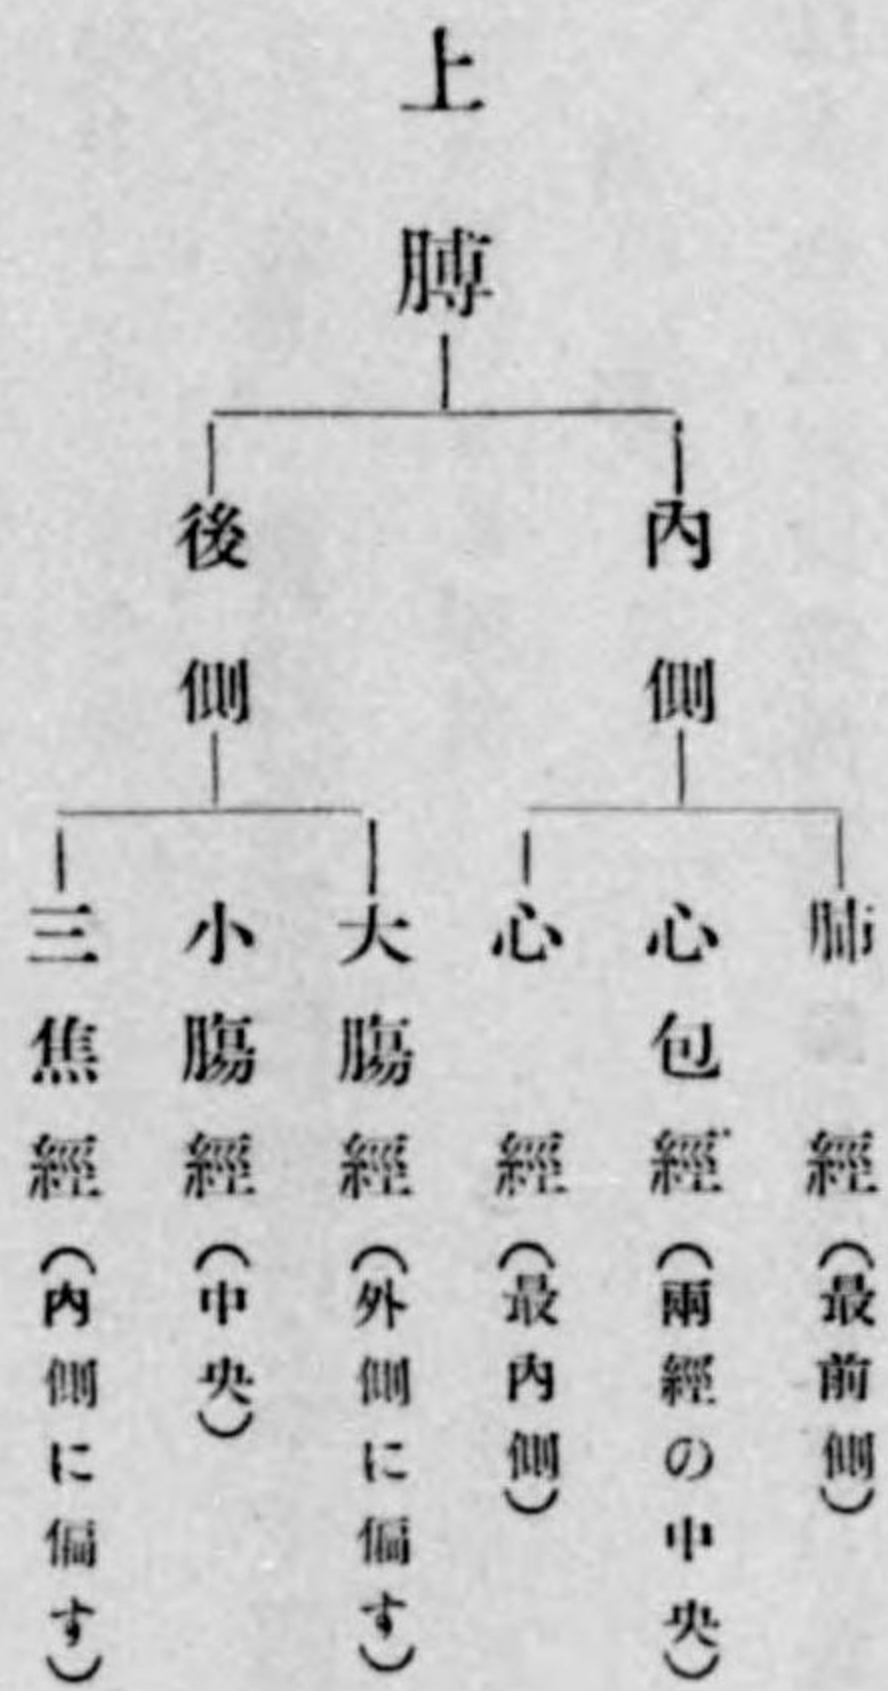 上膊
內側
肺經(最前側)
心包經(兩經の中央)
心經(最内側)
後側
大腸經(外側に偏す)
小腸經(中央)
三焦經(内側に偏す)